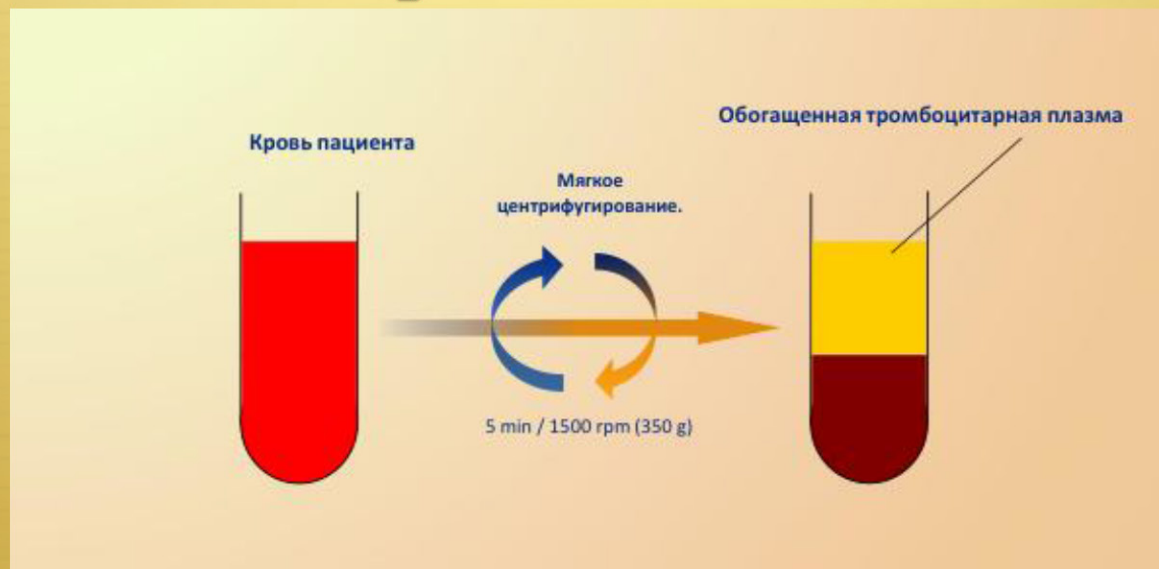 Кровь пациента
Мягкое
центрифугирование.
5 min / 1500 rpm (350 g)
Обогащенная тромбоцитарная плазма